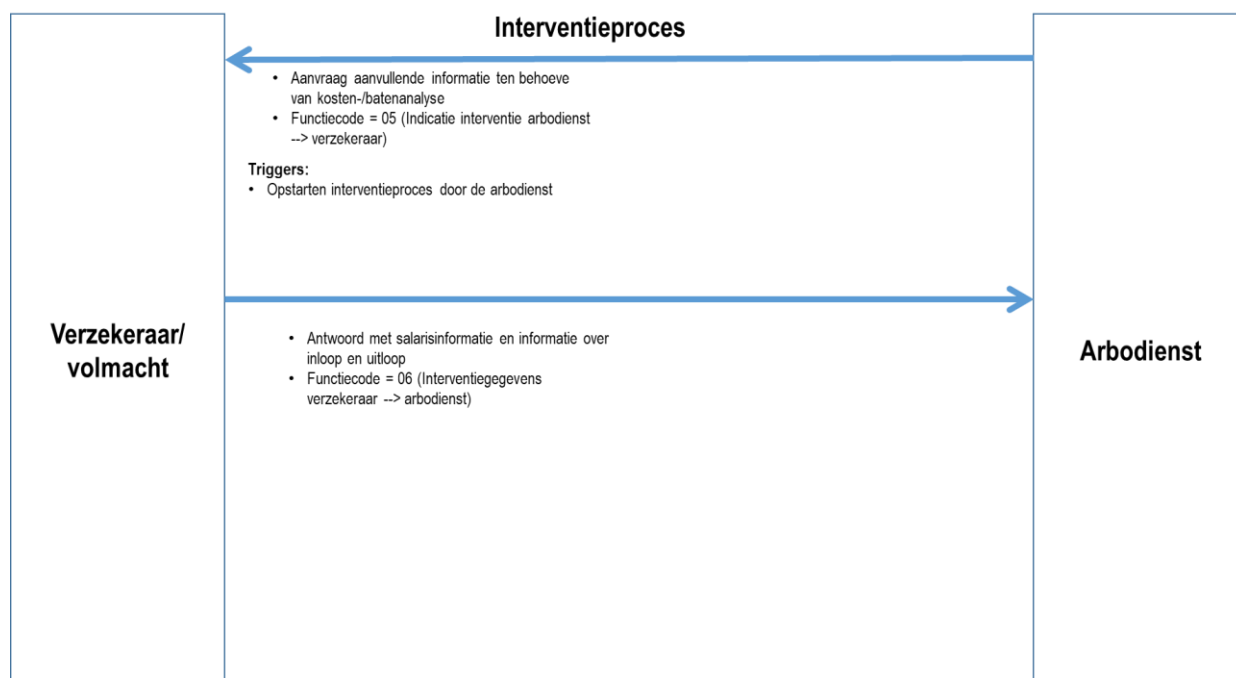 Interventieproces
• Aanvraag aanvullende informatie ten behoeve
van kosten-/batenanalyse
• Functiecode = 05 (Indicatie interventie arbodienst
--> verzekeraar)
Triggers:
• Opstarten interventieproces door de arbodienst
Verzekeraar/
volmacht
• Antwoord met salarisinformatie en informatie over
inloop en uitloop
• Functiecode = 06 (Interventiegegevens
verzekeraar --> arbodienst)
Arbodienst